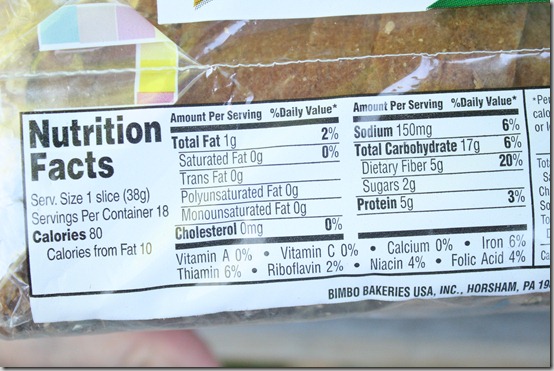 Nutrition
Facts
Serv. Size 1 slice (38g)
Servings Per Container 18
Calories 80
Calories from Fat 10
Amount Per Serving %Daily Value*
Total Fat 1g 2%
Saturated Fat 0g 0%
Trans Fat 0g
Polyunsaturated Fat 0g
Monounsaturated Fat 0g
Cholesterol 0mg 0%
Amount Per Serving %Daily Value*
Sodium 150mg 6%
Total Carbohydrate 17g 6%
Dietary Fiber 5g 20%
Sugars 2g
Protein 5g 3%
Vitamin A 0% • Vitamin C 0% • Calcium 0% • Iron 6%
Thiamin 6% • Riboflavin 2% • Niacin 4% • Folic Acid 4%
BIMBO BAKERIES USA, INC., HORSHAM, PA 19